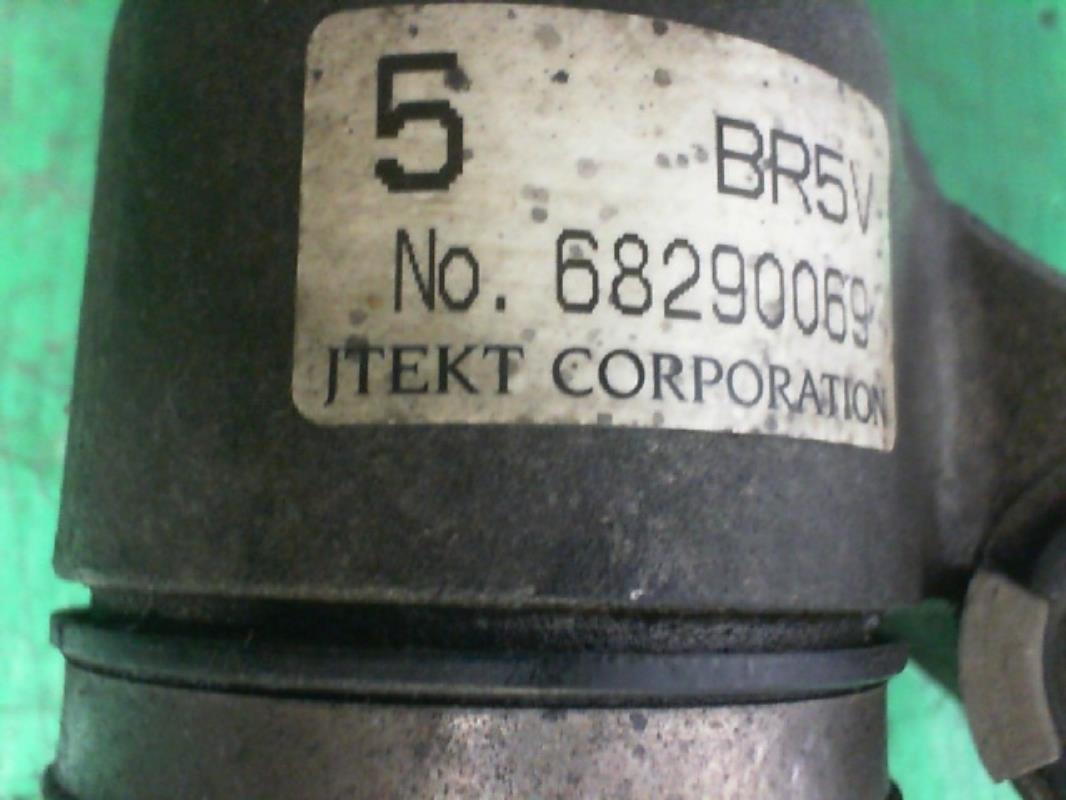 5 BR5V
No. 68290069
JTEKT CORPORATION